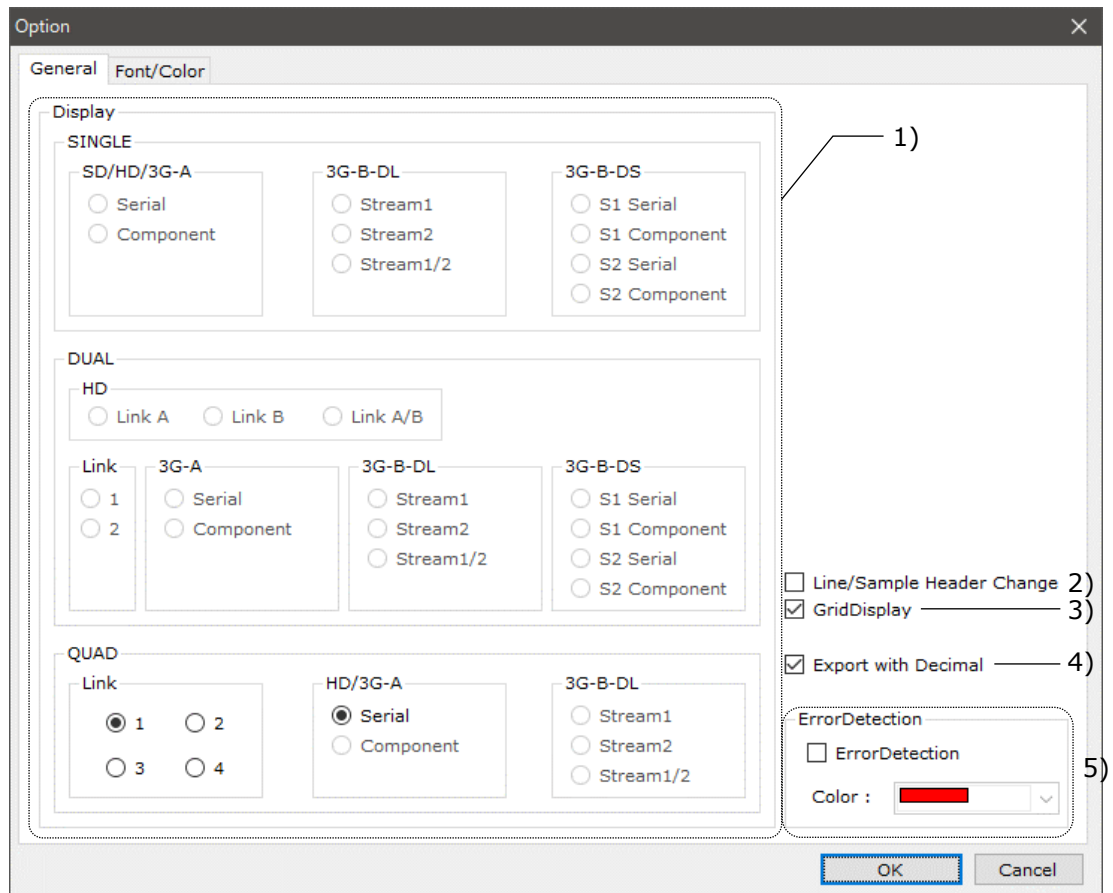 Option
General Font/Color
Display
1)
SINGLE
SD/HD/3G-A 3G-B-DL 3G-B-DS
Serial Stream1 S1 Serial
Component Stream2 S1 Component
Stream1/2 S2 Serial
S2 Component
DUAL
HD
Link A Link B Link A/B
Link 3G-A 3G-B-DL 3G-B-DS
1 Serial Stream1 S1 Serial
2 Component Stream2 S1 Component
Stream1/2 S2 Serial
S2 Component
Line/Sample Header Change 2)
GridDisplay 3)
QUAD
Export with Decimal 4)
Link HD/3G-A 3G-B-DL
1 2 Serial Stream1
Component Stream2
3 4 Stream1/2
ErrorDetection
ErrorDetection
5)
Color :
OK Cancel